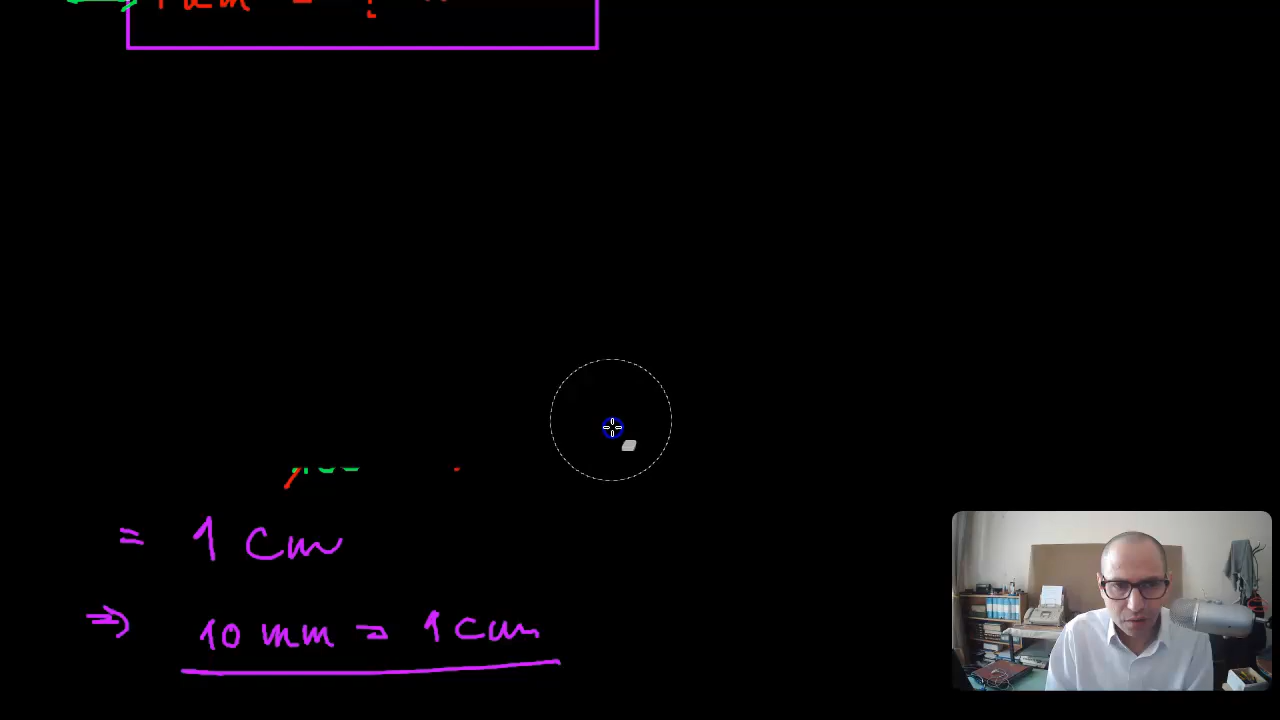 = 1 cm
=> 10 mm = 1 cm